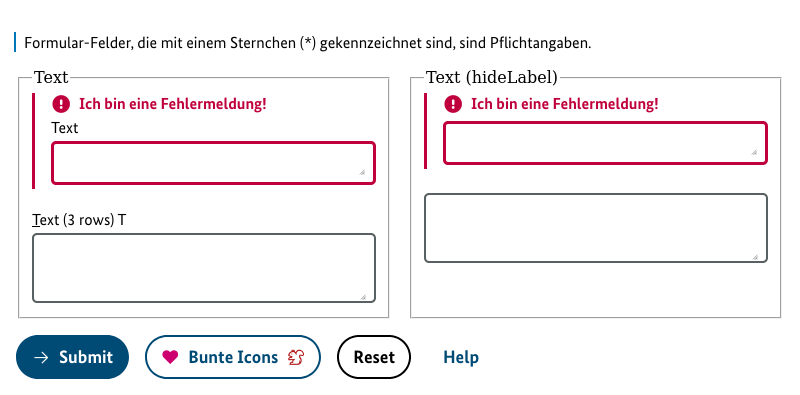 Formular-Felder, die mit einem Sternchen (*) gekennzeichnet sind, sind Pflichtangaben.
Text
Ich bin eine Fehlermeldung!
Text
Text (3 rows) T
Text (hideLabel)
Ich bin eine Fehlermeldung!
Submit
Bunte Icons
Reset
Help